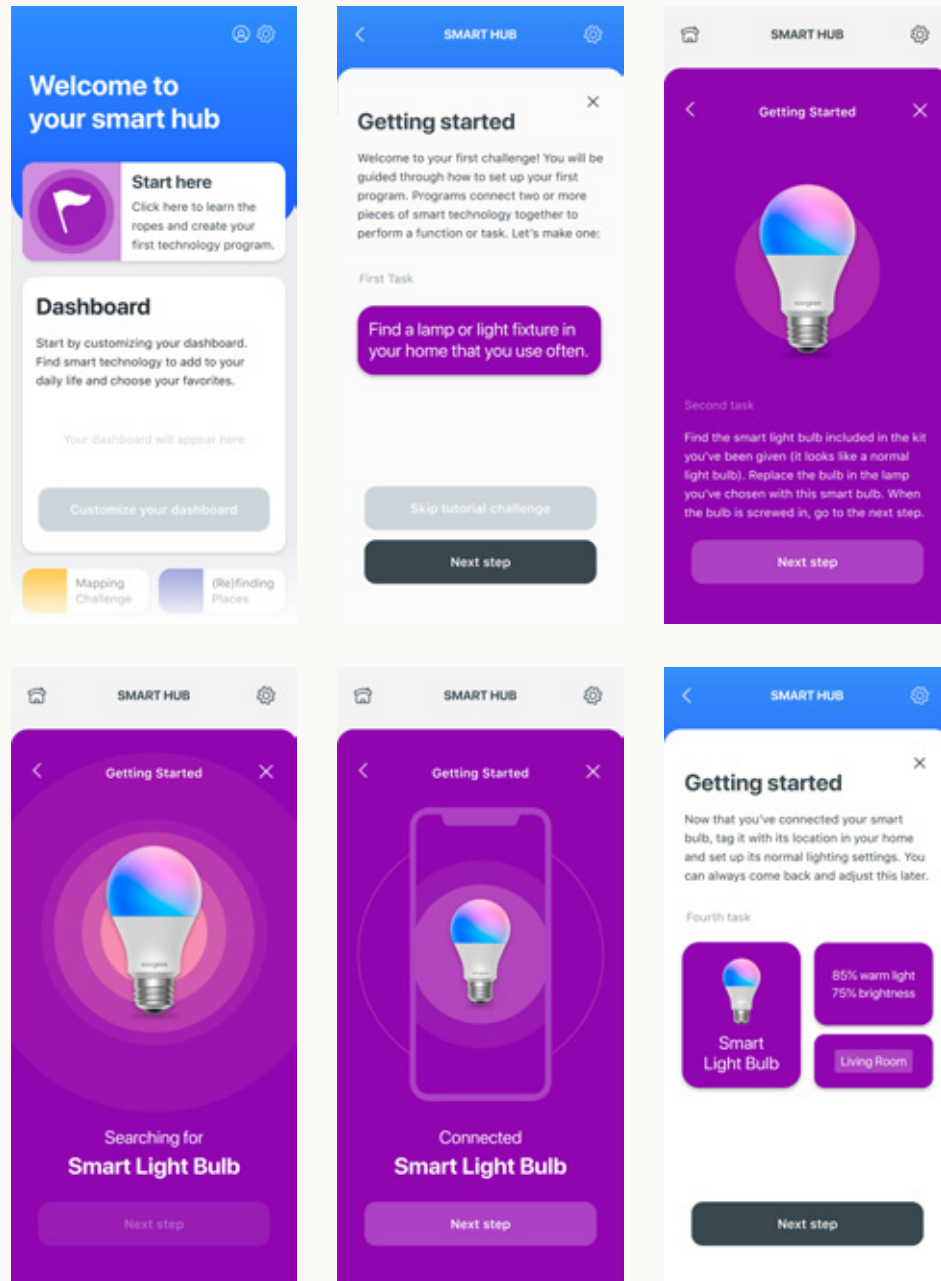 Welcome to
your smart hub
Start here
Click here to learn the
ropes and create your
first technology program.
Dashboard
Start by customizing your dashboard.
Find smart technology to add to your
daily life and choose your favorites.
Your dashboard will appear here
Customize your dashboard
Mapping
Challenge
(Re)finding
Places
SMART HUB
Getting started
Welcome to your first challenge! You will be
guided through how to set up your first
program. Programs connect two or more
pieces of smart technology together to
perform a function or task. Let's make one:
First Task
Find a lamp or light fixture in
your home that you use often.
Skip tutorial challenge
Next step
SMART HUB
Getting Started
Second task
Find the smart light bulb included in the kit
you've been given (it looks like a normal
light bulb). Replace the bulb in the lamp
you've chosen with this smart bulb. When
the bulb is screwed in, go to the next step.
Next step
SMART HUB
Getting Started
Searching for
Smart Light Bulb
Next step
SMART HUB
Getting Started
Connected
Smart Light Bulb
Next step
SMART HUB
Getting started
Now that you've connected your smart
bulb, tag it with its location in your home
and set up its normal lighting settings. You
can always come back and adjust this later.
Fourth task
Smart
Light Bulb
85% warm light
75% brightness
Living Room
Next step